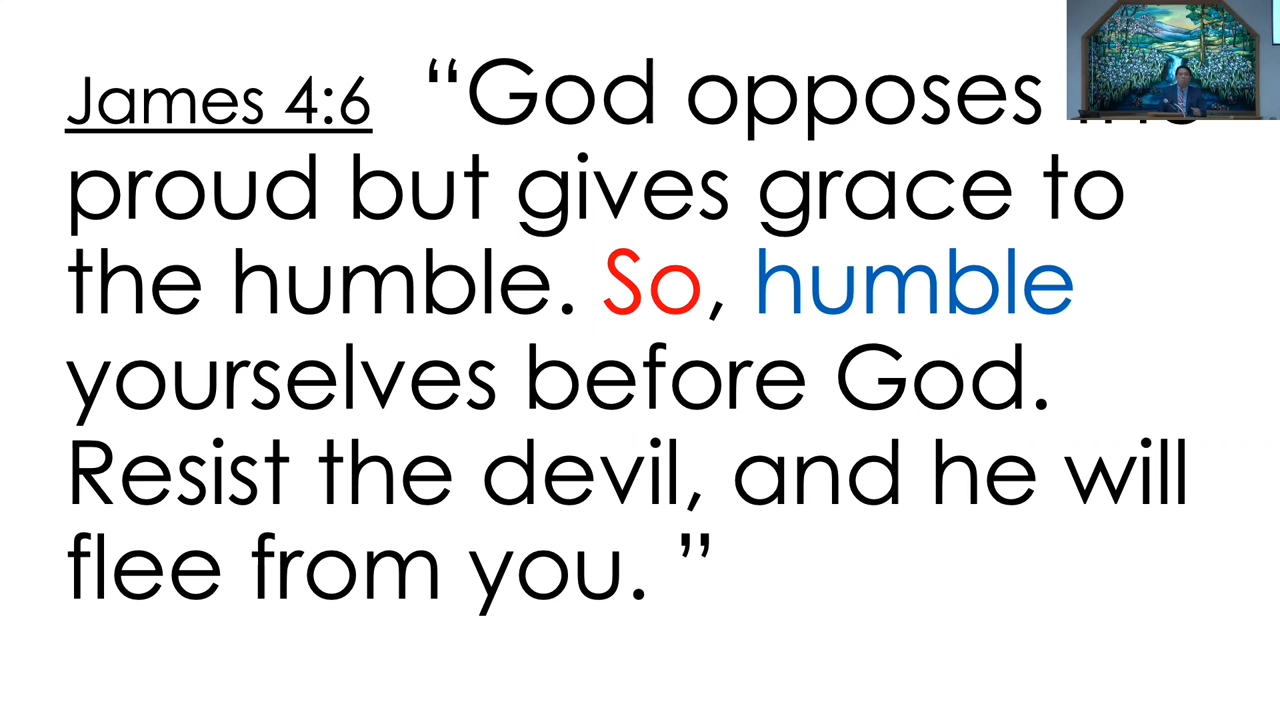 James 4:6 “God opposes
proud but gives grace to
the humble. So, humble
yourselves before God.
Resist the devil, and he will
flee from you. ”